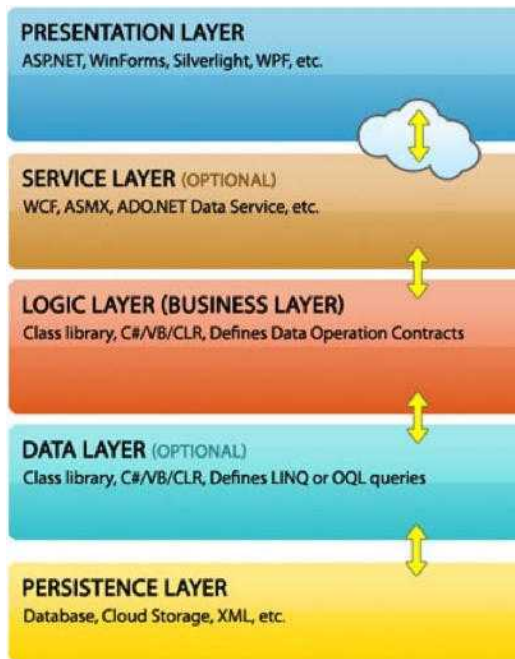 PRESENTATION LAYER
ASP.NET, WinForms, Silverlight, WPF, etc.
SERVICE LAYER (OPTIONAL)
WCF, ASMX, ADO.NET Data Service, etc.
LOGIC LAYER (BUSINESS LAYER)
Class library, C#/VB/CLR, Defines Data Operation Contracts
DATA LAYER (OPTIONAL)
Class library, C#/VB/CLR, Defines LINQ or OQL queries
PERSISTENCE LAYER
Database, Cloud Storage, XML, etc.